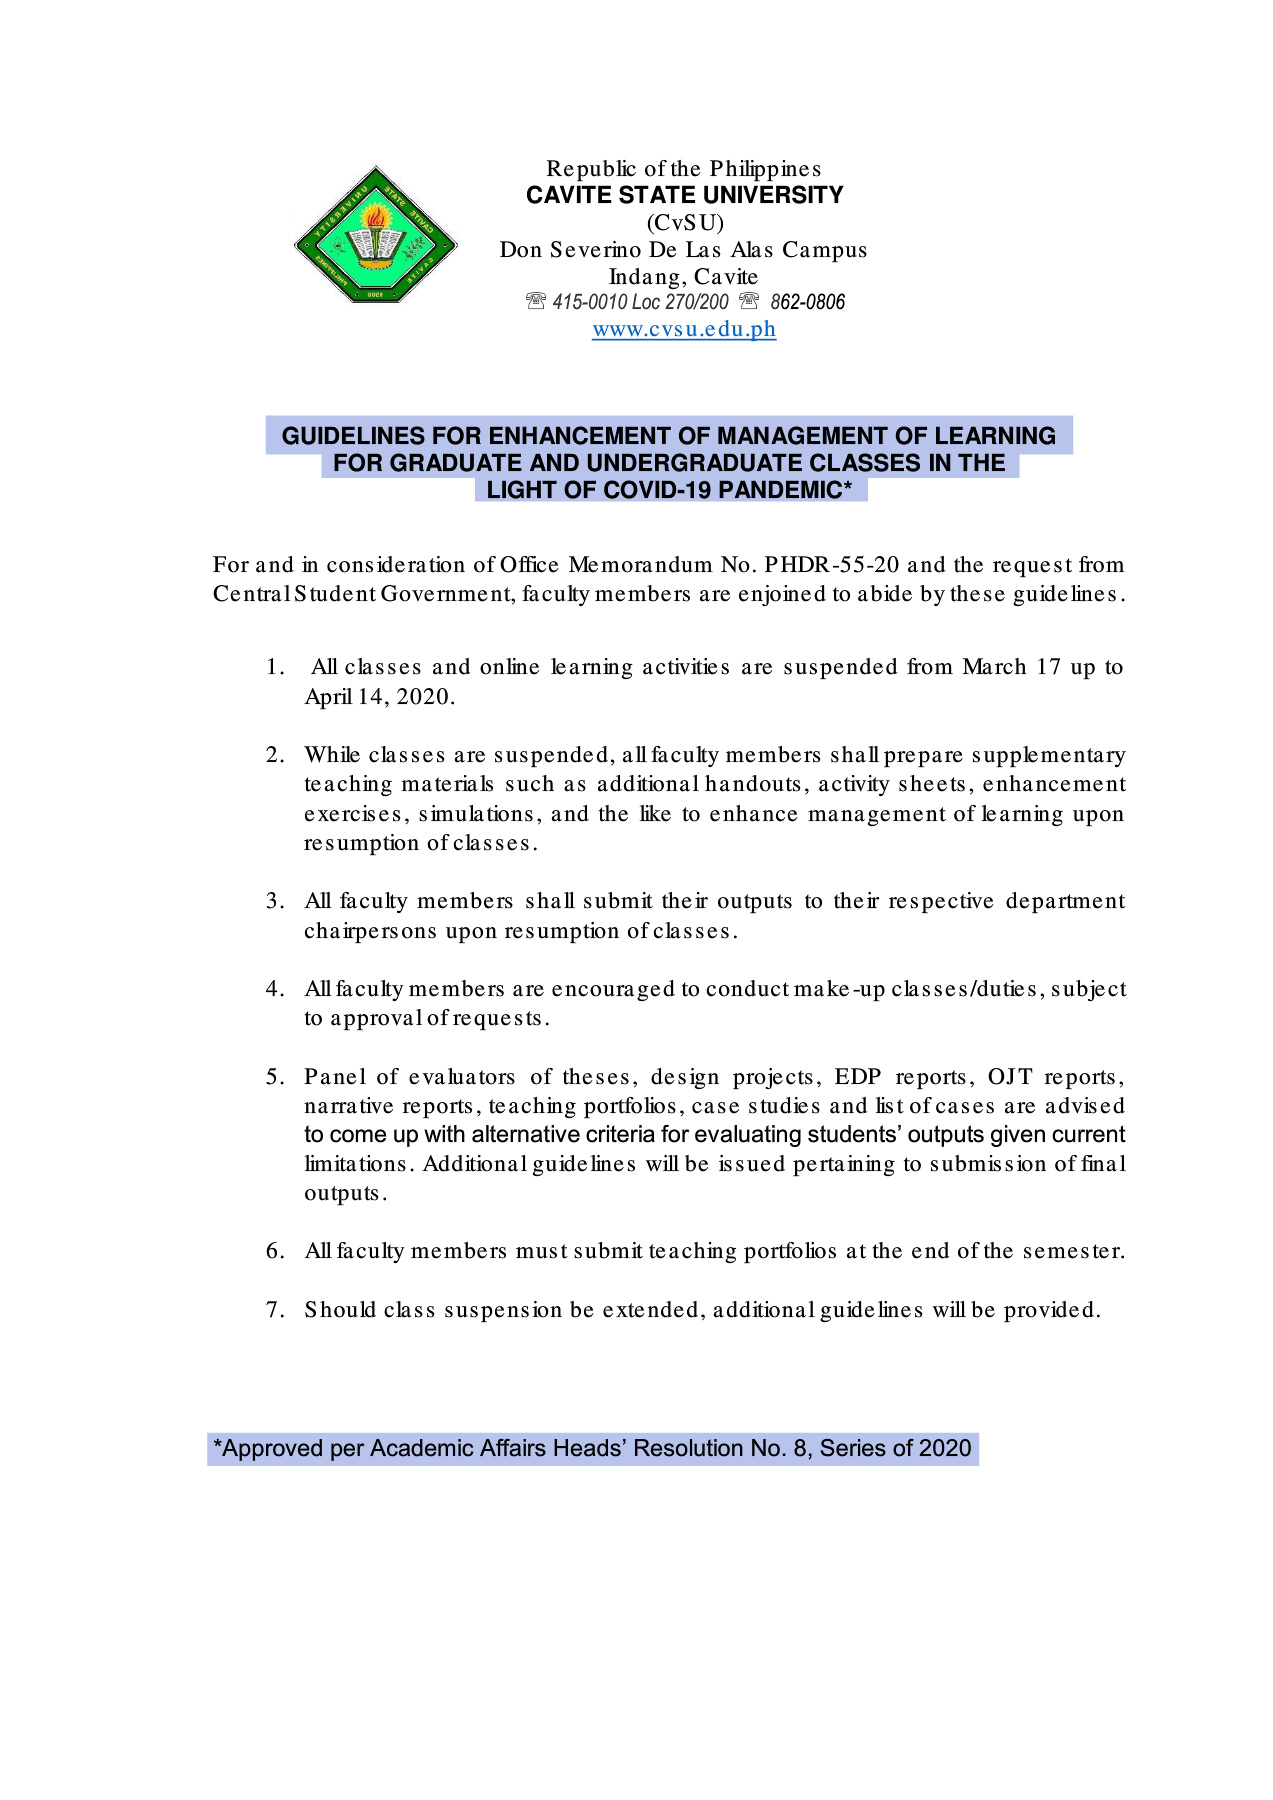 Republic of the Philippines
CAVITE STATE UNIVERSITY
(CvSU)
Don Severino De Las Alas Campus
Indang, Cavite
☏ 415-0010 Loc 270/200 ☏ 862-0806
www.cvsu.edu.ph
CAVITE STATE UNIVERSITY
CAVITE PHILIPPINES
1906
GUIDELINES FOR ENHANCEMENT OF MANAGEMENT OF LEARNING
FOR GRADUATE AND UNDERGRADUATE CLASSES IN THE
LIGHT OF COVID-19 PANDEMIC*
For and in consideration of Office Memorandum No. PHDR-55-20 and the request from
Central Student Government, faculty members are enjoined to abide by these guidelines.
1. All classes and online learning activities are suspended from March 17 up to
April 14, 2020.
2. While classes are suspended, all faculty members shall prepare supplementary
teaching materials such as additional handouts, activity sheets, enhancement
exercises, simulations, and the like to enhance management of learning upon
resumption of classes.
3. All faculty members shall submit their outputs to their respective department
chairpersons upon resumption of classes.
4. All faculty members are encouraged to conduct make-up classes/duties, subject
to approval of requests.
5. Panel of evaluators of theses, design projects, EDP reports, OJT reports,
narrative reports, teaching portfolios, case studies and list of cases are advised
to come up with alternative criteria for evaluating students’ outputs given current
limitations. Additional guidelines will be issued pertaining to submission of final
outputs.
6. All faculty members must submit teaching portfolios at the end of the semester.
7. Should class suspension be extended, additional guidelines will be provided.
*Approved per Academic Affairs Heads’ Resolution No. 8, Series of 2020